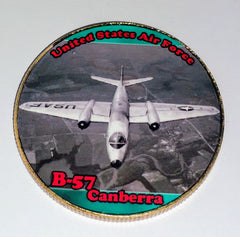 United States Air Force
USAF
B-57
Canberra